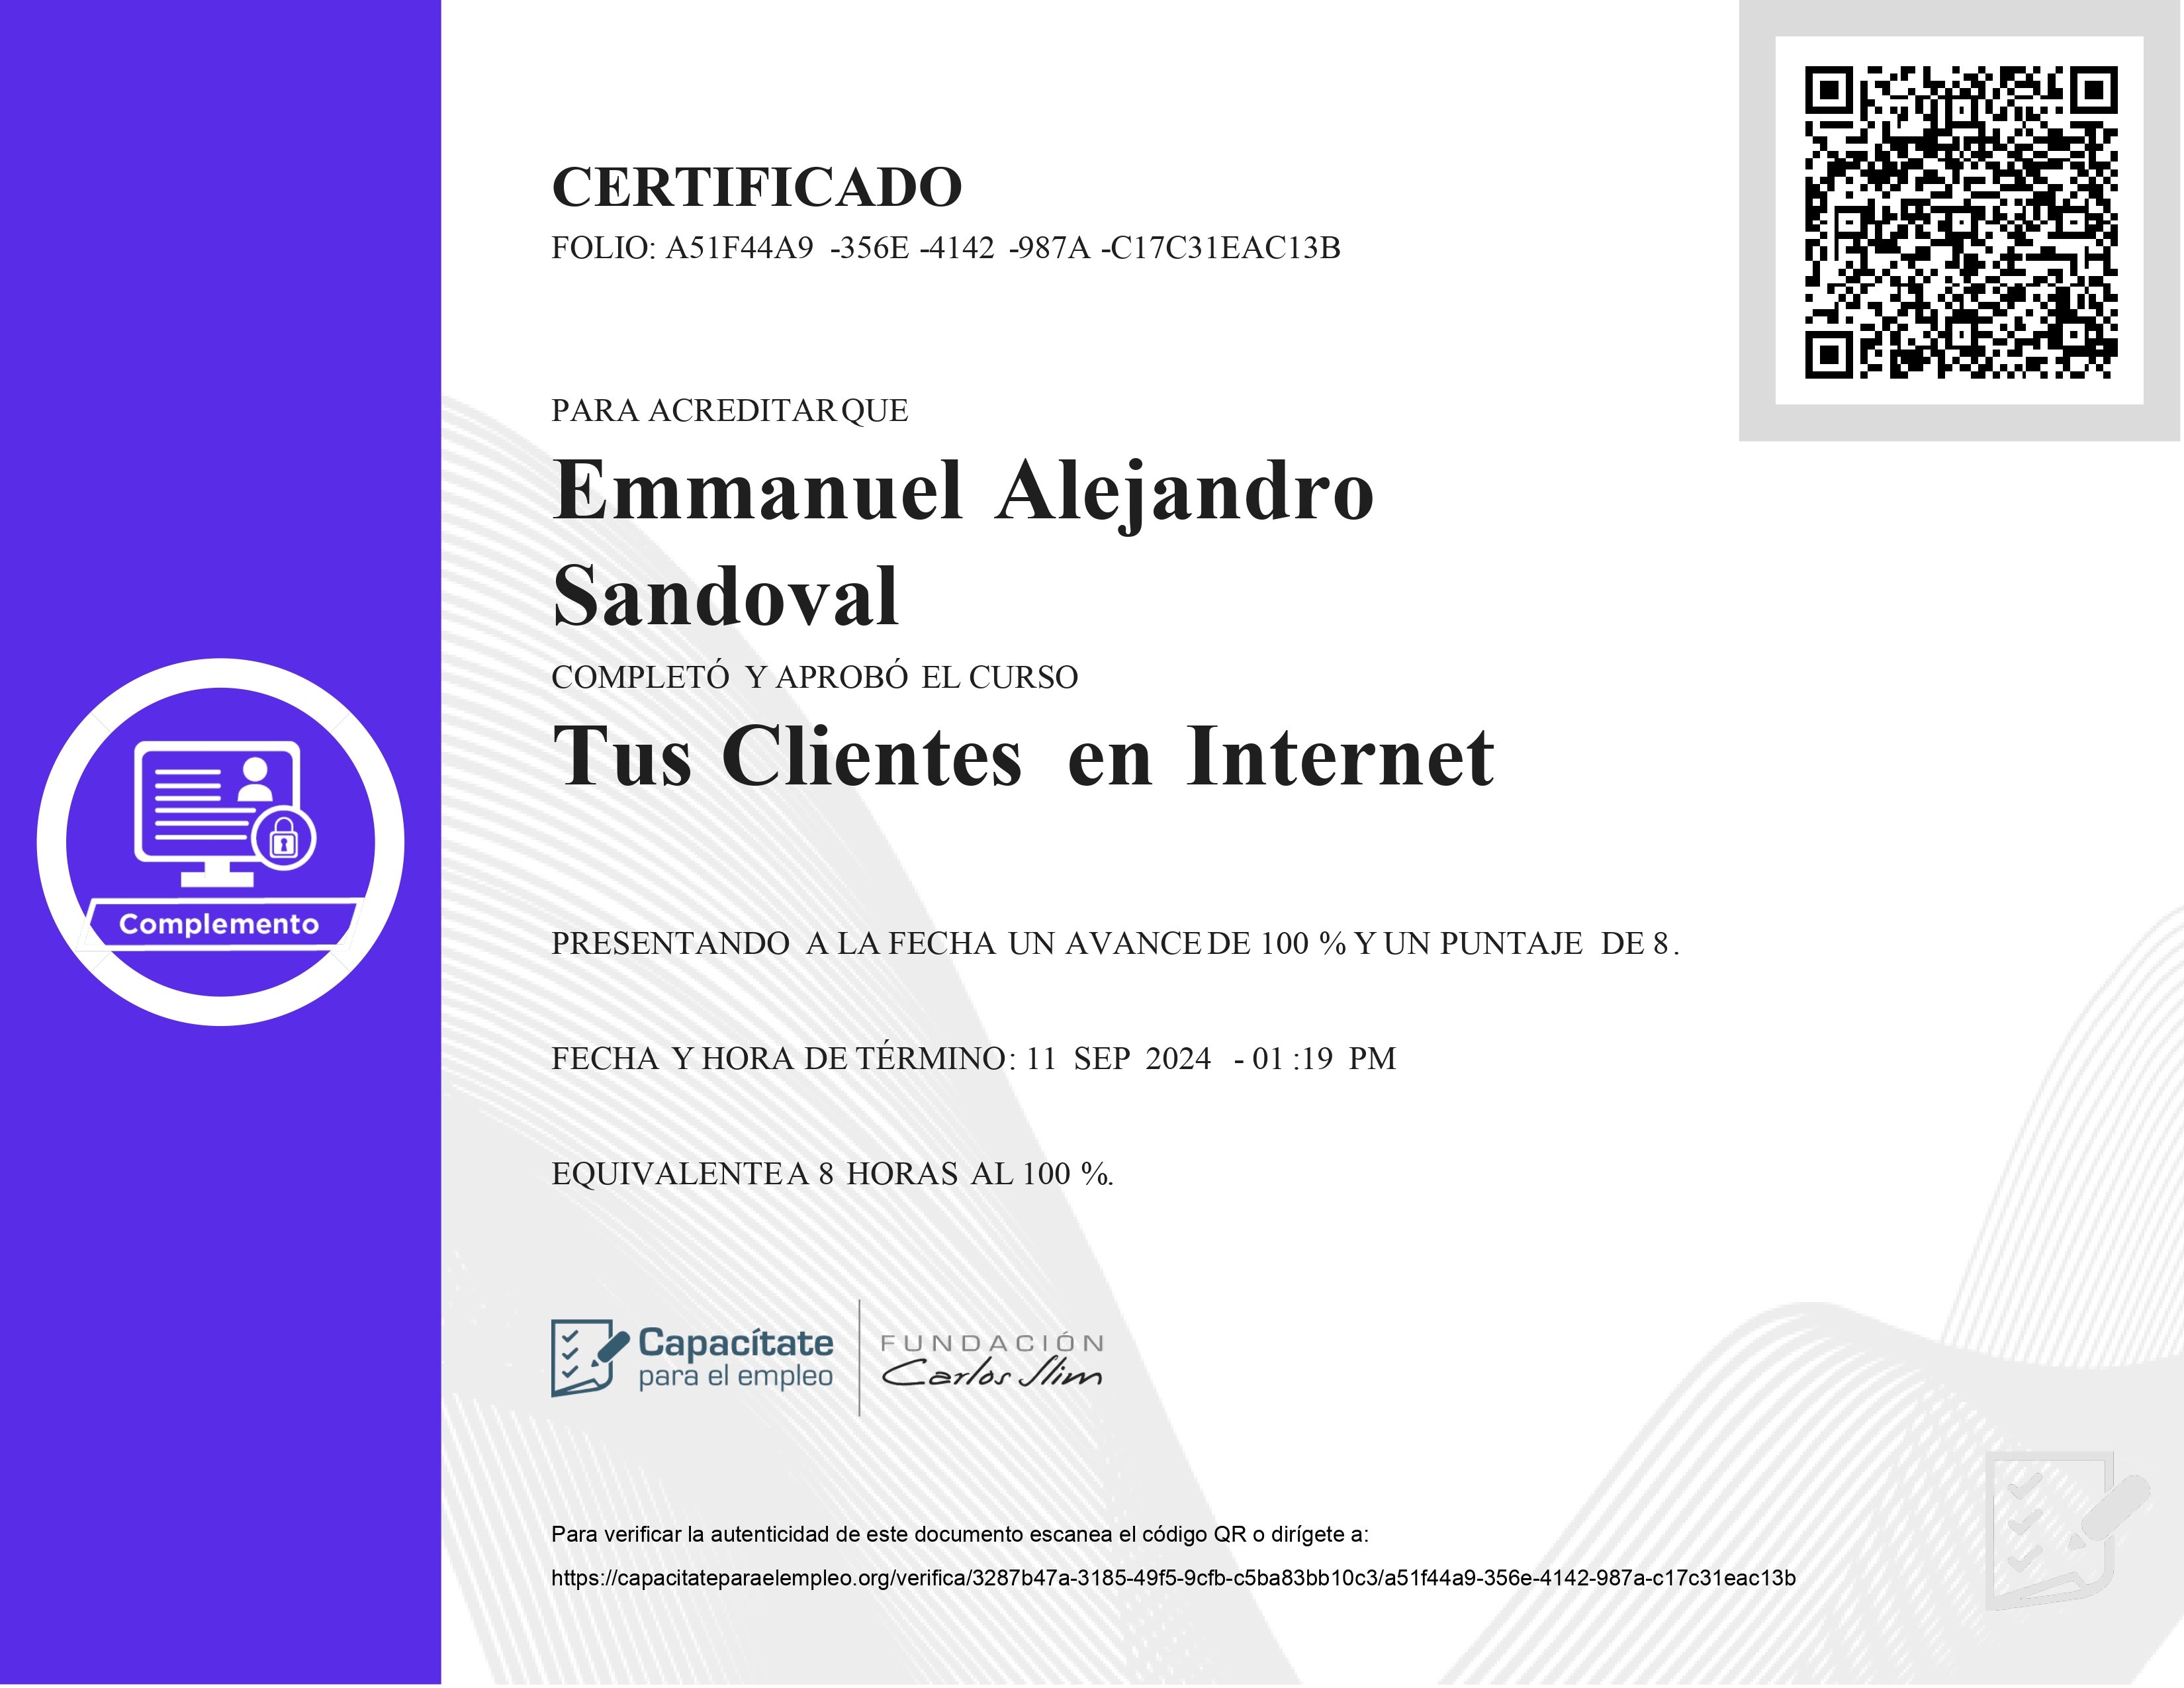 CERTIFICADO
FOLIO: A51F44A9 -356E -4142 -987A -C17C31EAC13B
PARA ACREDITAR QUE
Emmanuel Alejandro
Sandoval
COMPLETÓ Y APROBÓ EL CURSO
Tus Clientes en Internet
Complemento
PRESENTANDO A LA FECHA UN AVANCE DE 100 % Y UN PUNTAJE DE 8.
FECHA Y HORA DE TÉRMINO: 11 SEP 2024 - 01 :19 PM
EQUIVALENTE A 8 HORAS AL 100 %.
Capacítate
para el empleo
FUNDACIÓN
Carlos Slim
Para verificar la autenticidad de este documento escanea el código QR o dirígete a:
https://capacitateparaelempleo.org/verifica/3287b47a-3185-49f5-9cfb-c5ba83bb10c3/a51f44a9-356e-4142-987a-c17c31eac13b